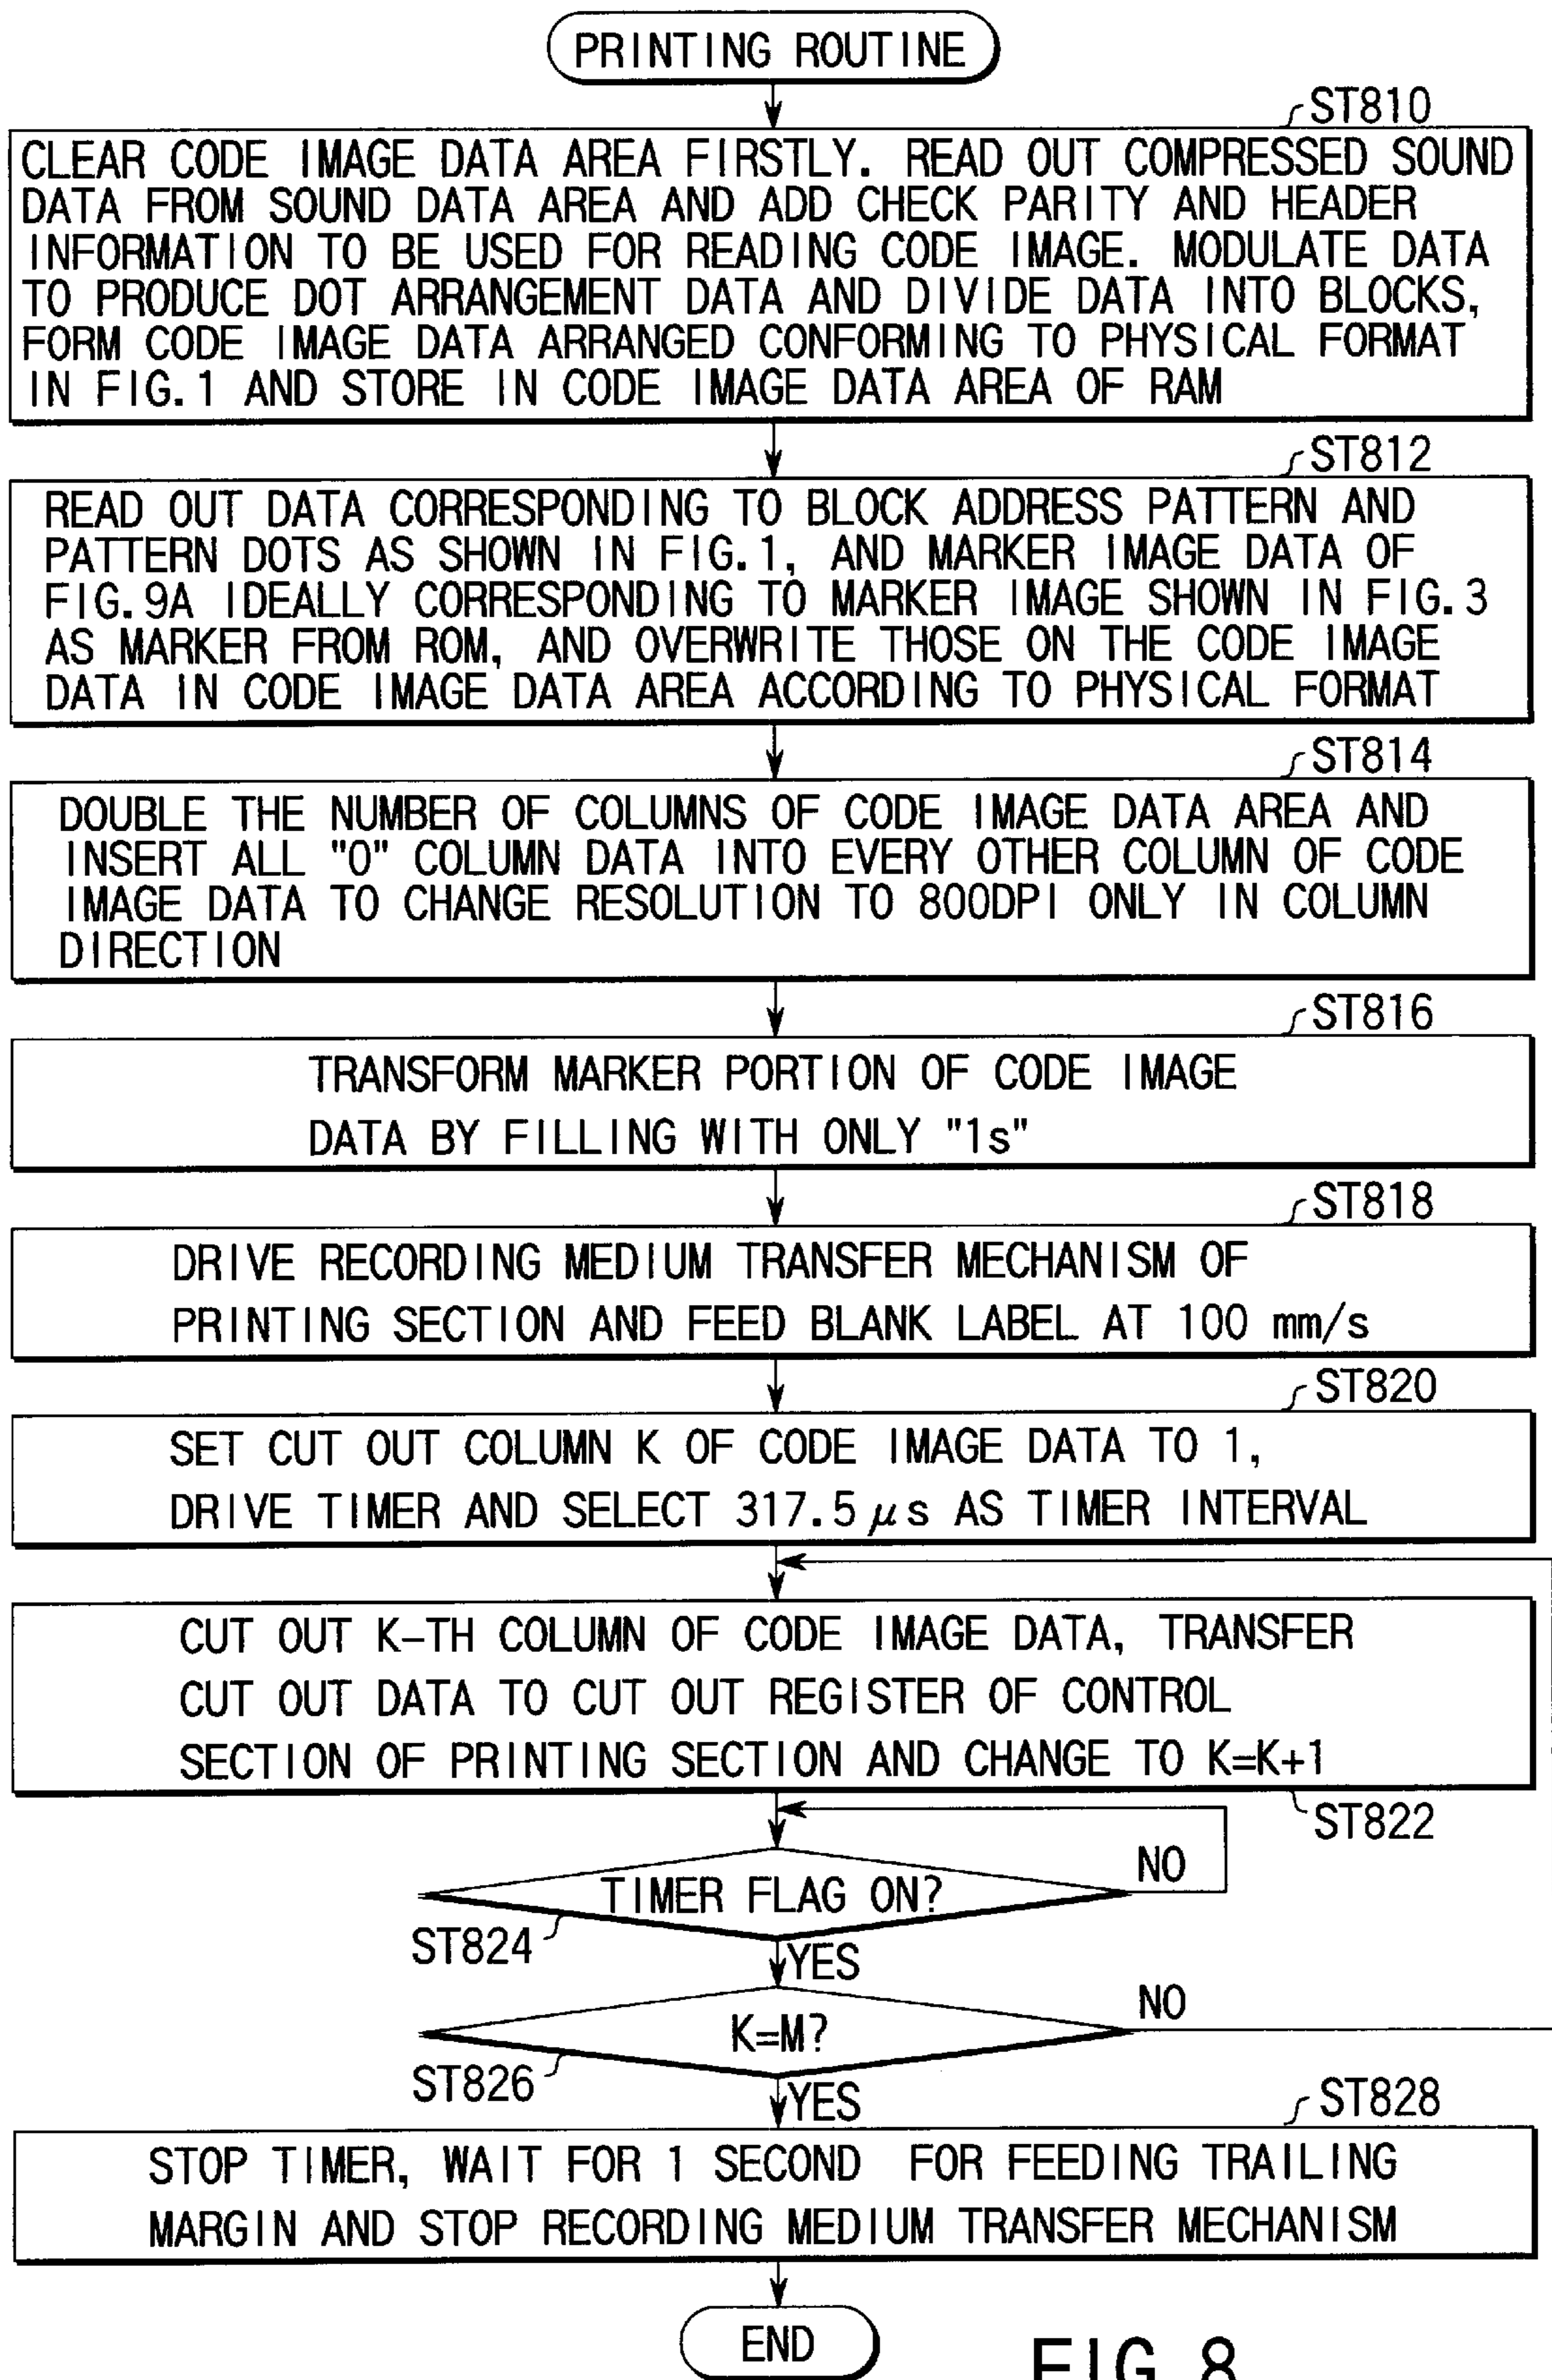 PRINTING ROUTINE
ST810
CLEAR CODE IMAGE DATA AREA FIRSTLY. READ OUT COMPRESSED SOUND
DATA FROM SOUND DATA AREA AND ADD CHECK PARITY AND HEADER
INFORMATION TO BE USED FOR READING CODE IMAGE. MODULATE DATA
TO PRODUCE DOT ARRANGEMENT DATA AND DIVIDE DATA INTO BLOCKS,
FORM CODE IMAGE DATA ARRANGED CONFORMING TO PHYSICAL FORMAT
IN FIG.1 AND STORE IN CODE IMAGE DATA AREA OF RAM
ST812
READ OUT DATA CORRESPONDING TO BLOCK ADDRESS PATTERN AND
PATTERN DOTS AS SHOWN IN FIG.1, AND MARKER IMAGE DATA OF
FIG.9A IDEALLY CORRESPONDING TO MARKER IMAGE SHOWN IN FIG.3
AS MARKER FROM ROM, AND OVERWRITE THOSE ON THE CODE IMAGE
DATA IN CODE IMAGE DATA AREA ACCORDING TO PHYSICAL FORMAT
ST814
DOUBLE THE NUMBER OF COLUMNS OF CODE IMAGE DATA AREA AND
INSERT ALL "0" COLUMN DATA INTO EVERY OTHER COLUMN OF CODE
IMAGE DATA TO CHANGE RESOLUTION TO 800DPI ONLY IN COLUMN
DIRECTION
ST816
TRANSFORM MARKER PORTION OF CODE IMAGE
DATA BY FILLING WITH ONLY "1s"
ST818
DRIVE RECORDING MEDIUM TRANSFER MECHANISM OF
PRINTING SECTION AND FEED BLANK LABEL AT 100 mm/s
ST820
SET CUT OUT COLUMN K OF CODE IMAGE DATA TO 1,
DRIVE TIMER AND SELECT 317.5 μs AS TIMER INTERVAL
CUT OUT K-TH COLUMN OF CODE IMAGE DATA, TRANSFER
CUT OUT DATA TO CUT OUT REGISTER OF CONTROL
SECTION OF PRINTING SECTION AND CHANGE TO K=K+1
ST822
NO
TIMER FLAG ON?
ST824
YES
NO
K=M?
ST826
YES
ST828
STOP TIMER, WAIT FOR 1 SECOND FOR FEEDING TRAILING
MARGIN AND STOP RECORDING MEDIUM TRANSFER MECHANISM
END
FIG.8